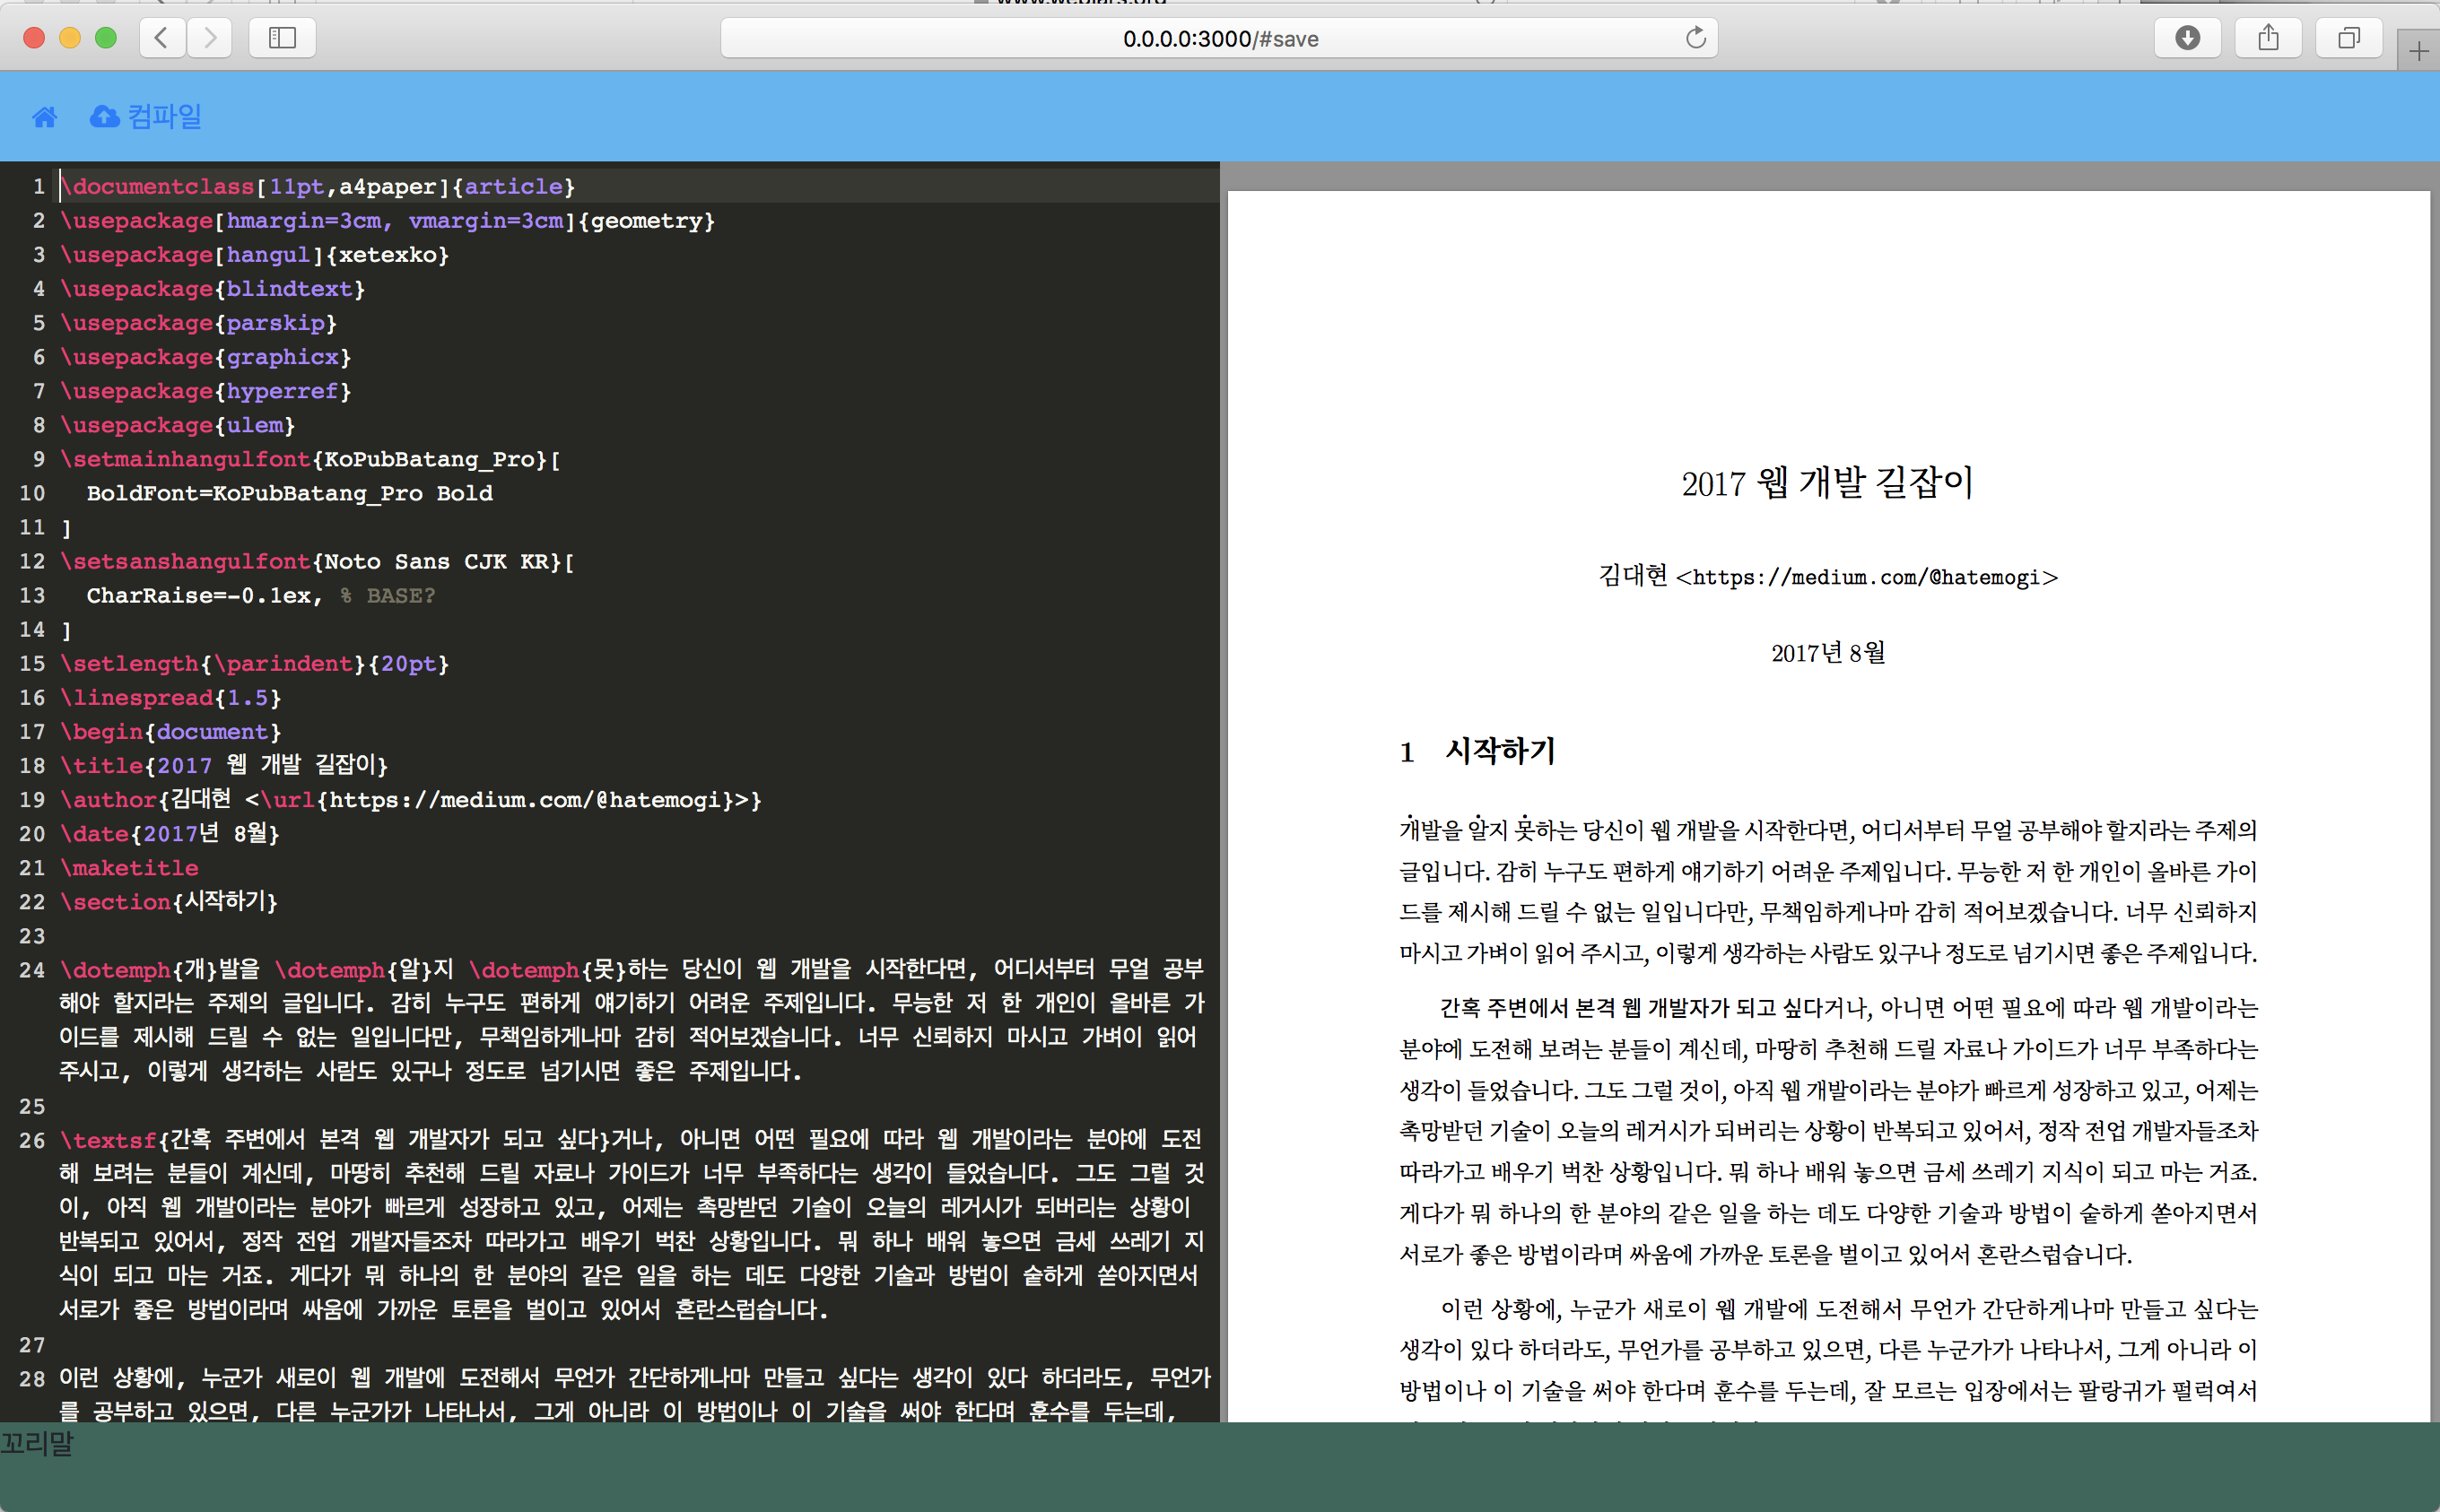 0.0.0.0:3000/#save
컴파일
1 \documentclass[11pt,a4paper]{article}
2 \usepackage[hmargin=3cm, vmargin=3cm]{geometry}
3 \usepackage[hangul]{xetexko}
4 \usepackage{blindtext}
5 \usepackage{parskip}
6 \usepackage{graphicx}
7 \usepackage{hyperref}
8 \usepackage{ulem}
9 \setmainhangulfont{KoPubBatang_Pro}[
10 BoldFont=KoPubBatang_Pro Bold
11 ]
12 \setsanshangulfont{Noto Sans CJK KR}[
13 CharRaise=-0.1ex, % BASE?
14 ]
15 \setlength{\parindent}{20pt}
16 \linespread{1.5}
17 \begin{document}
18 \title{2017 웹 개발 길잡이}
19 \author{김대현 <\url{https://medium.com/@hatemogi}>}
20 \date{2017년 8월}
21 \maketitle
22 \section{시작하기}
23
24 \dotemph{개}발을 \dotemph{알}지 \dotemph{못}하는 당신이 웹 개발을 시작한다면, 어디서부터 무얼 공부
해야 할지라는 주제의 글입니다. 감히 누구도 편하게 얘기하기 어려운 주제입니다. 무능한 저 한 개인이 올바른 가
이드를 제시해 드릴 수 없는 일입니다만, 무책임하게나마 감히 적어보겠습니다. 너무 신뢰하지 마시고 가벼이 읽어
주시고, 이렇게 생각하는 사람도 있구나 정도로 넘기시면 좋은 주제입니다.
25
26 \textsf{간혹 주변에서 본격 웹 개발자가 되고 싶다}거나, 아니면 어떤 필요에 따라 웹 개발이라는 분야에 도전
해 보려는 분들이 계신데, 마땅히 추천해 드릴 자료나 가이드가 너무 부족하다는 생각이 들었습니다. 그도 그럴 것
이, 아직 웹 개발이라는 분야가 빠르게 성장하고 있고, 어제는 촉망받던 기술이 오늘의 레거시가 되버리는 상황이
반복되고 있어서, 정작 전업 개발자들조차 따라가고 배우기 벅찬 상황입니다. 뭐 하나 배워 놓으면 금세 쓰레기 지
식이 되고 마는 거죠. 게다가 뭐 하나의 한 분야의 같은 일을 하는 데도 다양한 기술과 방법이 숱하게 쏟아지면서
서로가 좋은 방법이라며 싸움에 가까운 토론을 벌이고 있어서 혼란스럽습니다.
27
28 이런 상황에, 누군가 새로이 웹 개발에 도전해서 무언가 간단하게나마 만들고 싶다는 생각이 있다 하더라도, 무언가
를 공부하고 있으면, 다른 누군가가 나타나서, 그게 아니라 이 방법이나 이 기술을 써야 한다며 훈수를 두는데,
2017 웹 개발 길잡이
김대현 <https://medium.com/@hatemogi>
2017년 8월
1 시작하기
개발을 알지 못하는 당신이 웹 개발을 시작한다면, 어디서부터 무얼 공부해야 할지라는 주제의
글입니다. 감히 누구도 편하게 얘기하기 어려운 주제입니다. 무능한 저 한 개인이 올바른 가이
드를 제시해 드릴 수 없는 일입니다만, 무책임하게나마 감히 적어보겠습니다. 너무 신뢰하지
마시고 가벼이 읽어 주시고, 이렇게 생각하는 사람도 있구나 정도로 넘기시면 좋은 주제입니다.
간혹 주변에서 본격 웹 개발자가 되고 싶다거나, 아니면 어떤 필요에 따라 웹 개발이라는
분야에 도전해 보려는 분들이 계신데, 마땅히 추천해 드릴 자료나 가이드가 너무 부족하다는
생각이 들었습니다. 그도 그럴 것이, 아직 웹 개발이라는 분야가 빠르게 성장하고 있고, 어제는
촉망받던 기술이 오늘의 레거시가 되버리는 상황이 반복되고 있어서, 정작 전업 개발자들조차
따라가고 배우기 벅찬 상황입니다. 뭐 하나 배워 놓으면 금세 쓰레기 지식이 되고 마는 거죠.
게다가 뭐 하나의 한 분야의 같은 일을 하는 데도 다양한 기술과 방법이 숱하게 쏟아지면서
서로가 좋은 방법이라며 싸움에 가까운 토론을 벌이고 있어서 혼란스럽습니다.
이런 상황에, 누군가 새로이 웹 개발에 도전해서 무언가 간단하게나마 만들고 싶다는
생각이 있다 하더라도, 무언가를 공부하고 있으면, 다른 누군가가 나타나서, 그게 아니라 이
방법이나 이 기술을 써야 한다며 훈수를 두는데, 잘 모르는 입장에서는 팔랑귀가 펄럭여서
꼬리말